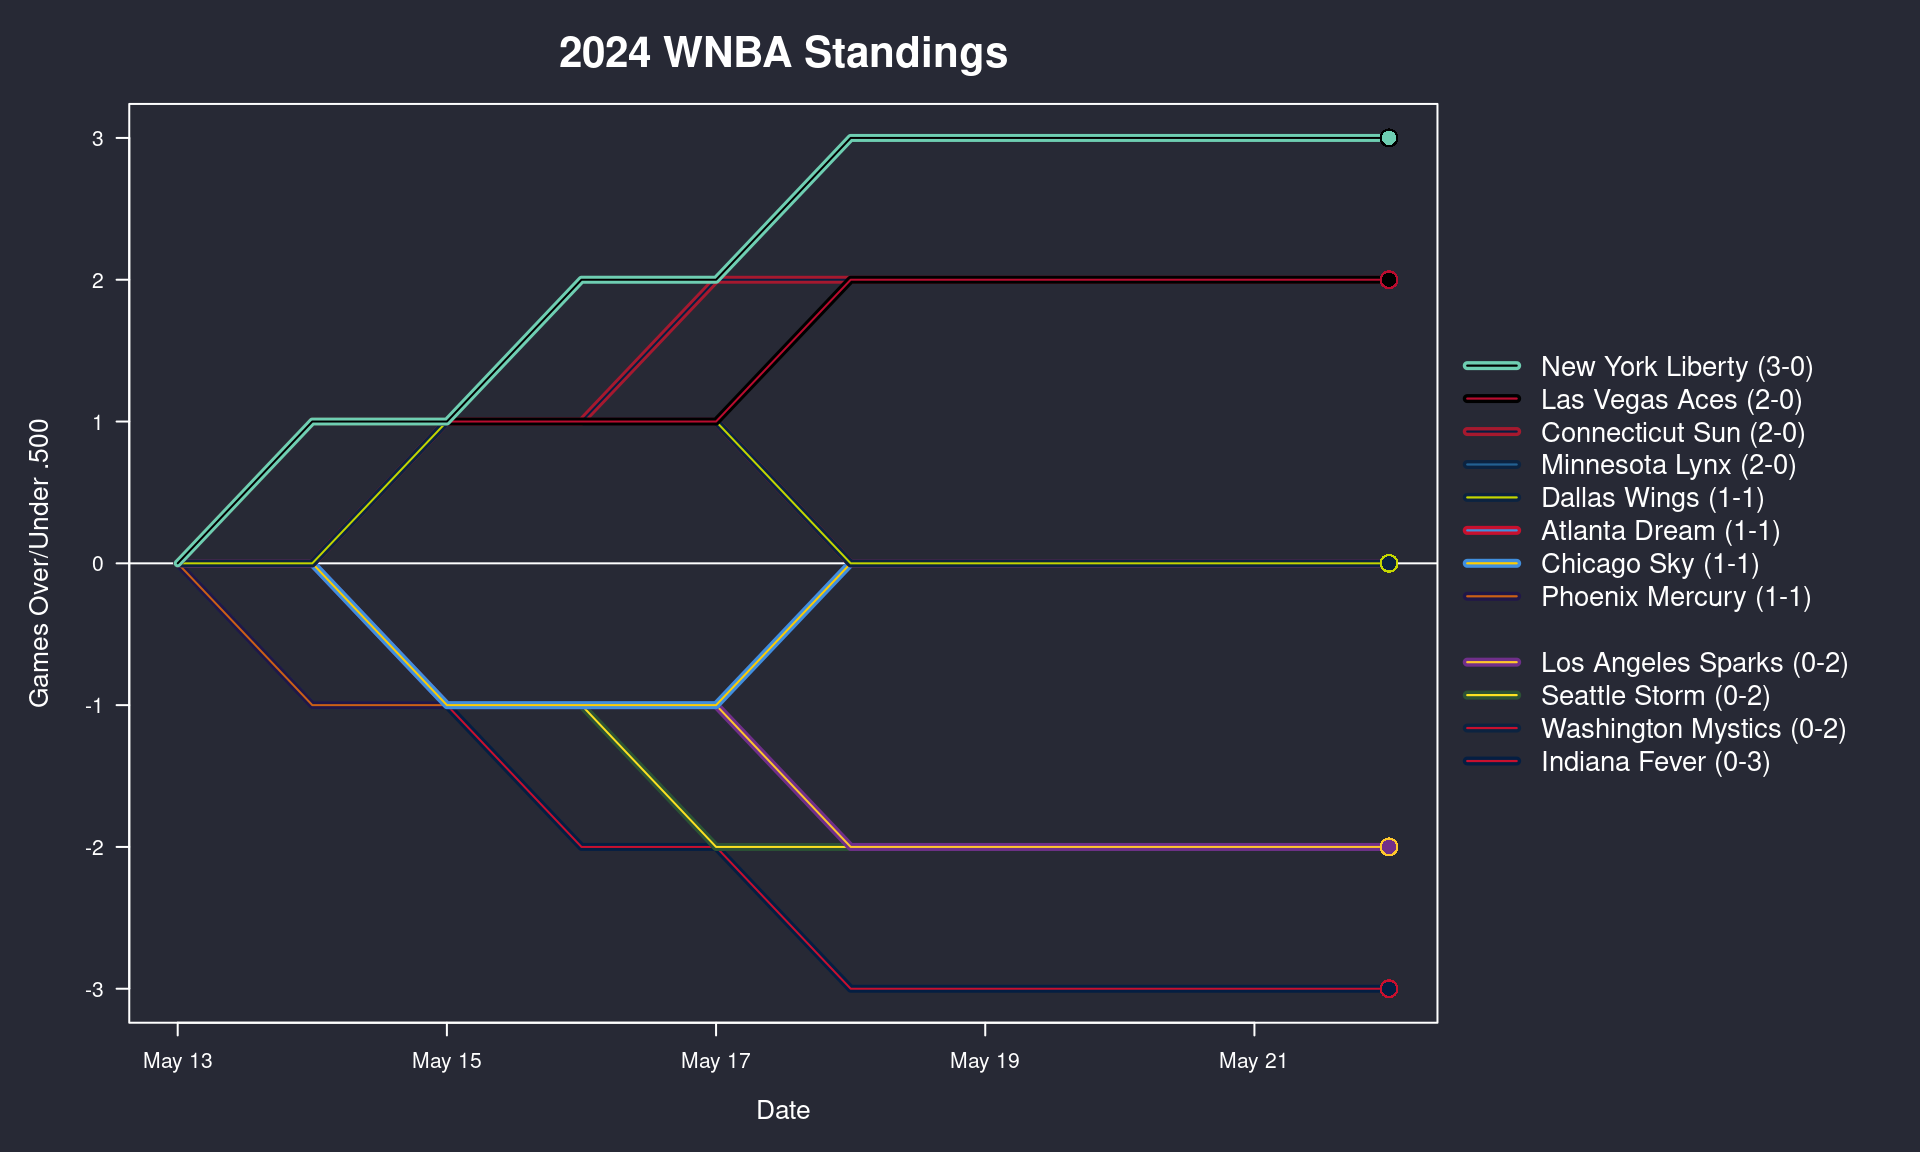 2024 WNBA Standings
3
2
1
0
-1
-2
-3
Games Over/Under .500
May 13
May 15
May 17
May 19
May 21
Date
New York Liberty (3-0)
Las Vegas Aces (2-0)
Connecticut Sun (2-0)
Minnesota Lynx (2-0)
Dallas Wings (1-1)
Atlanta Dream (1-1)
Chicago Sky (1-1)
Phoenix Mercury (1-1)
Los Angeles Sparks (0-2)
Seattle Storm (0-2)
Washington Mystics (0-2)
Indiana Fever (0-3)